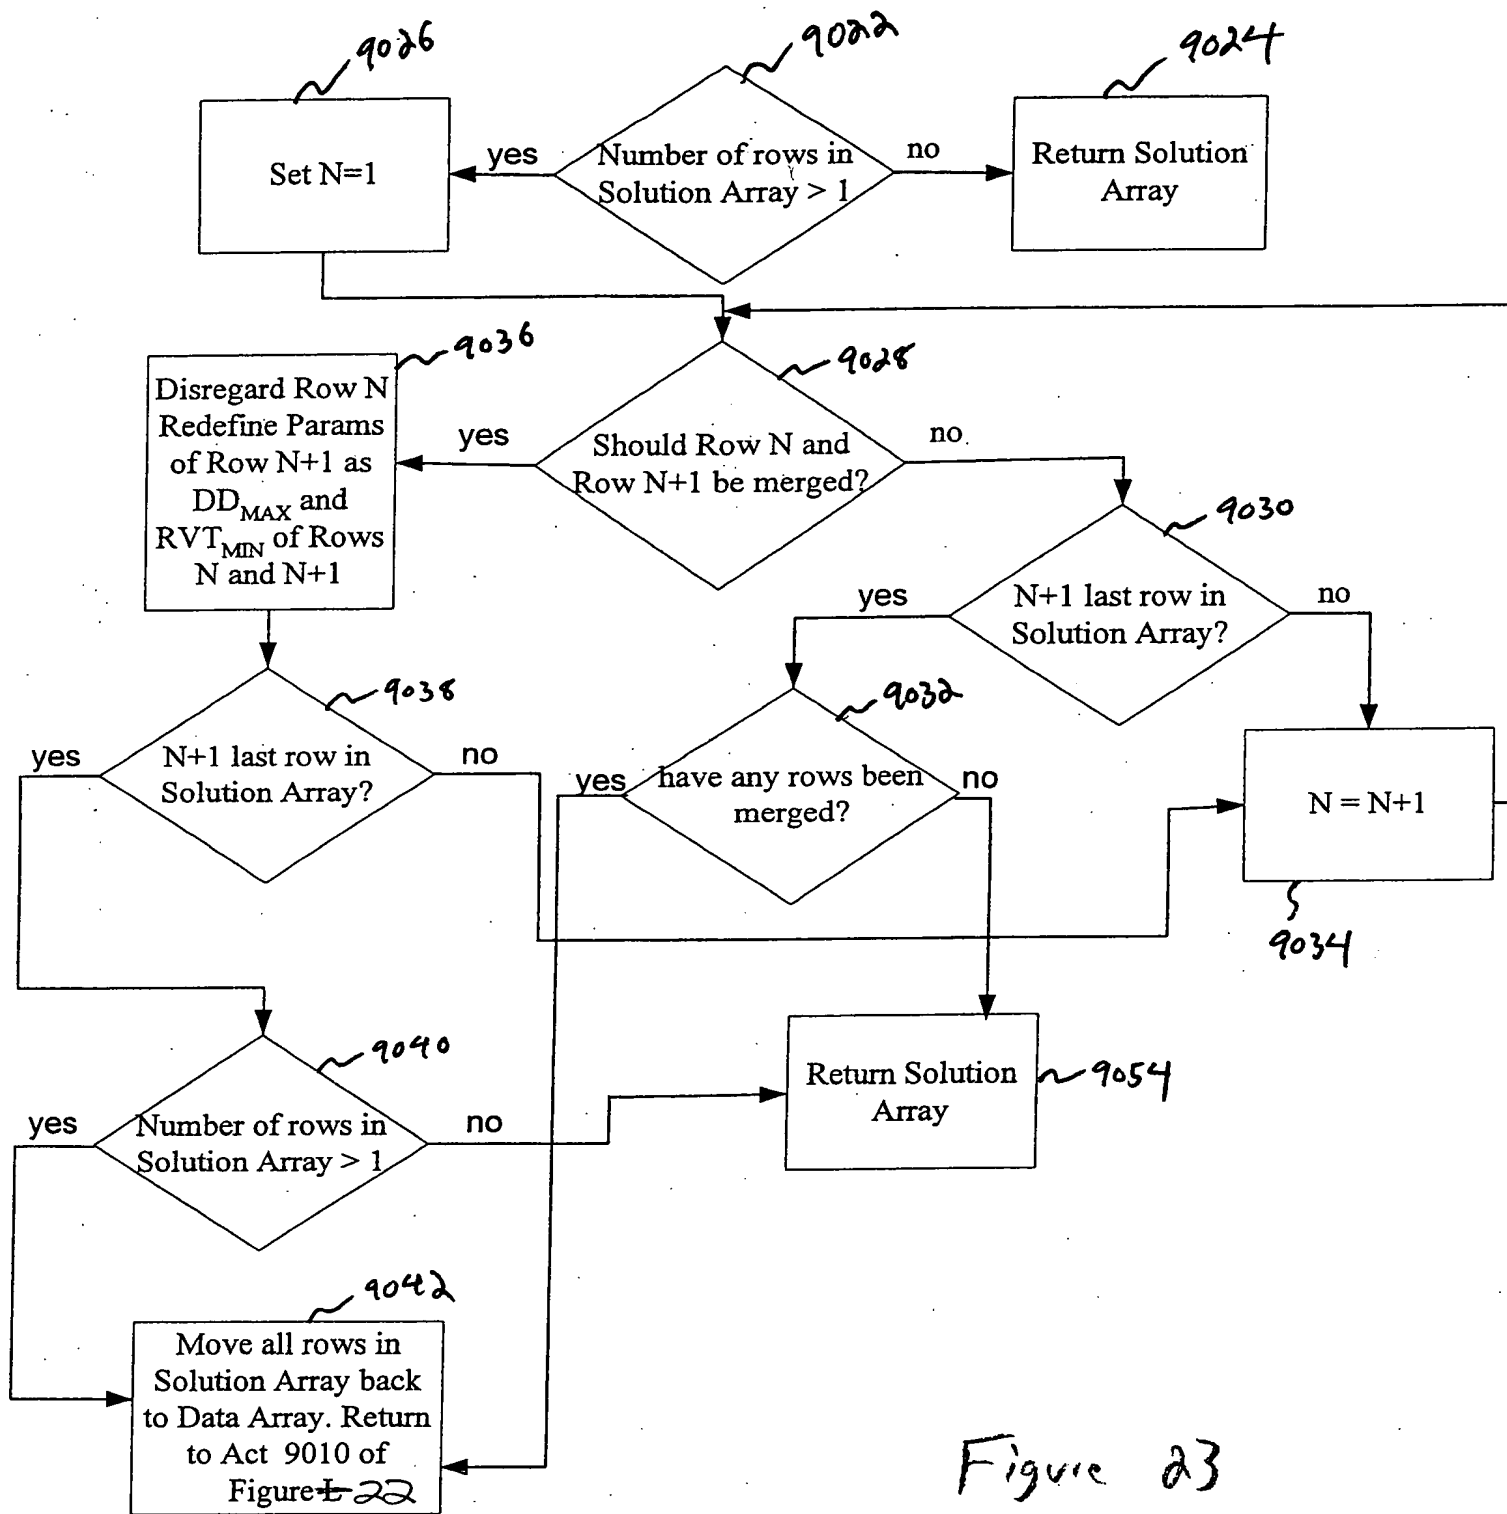 9026
9022
9024
Set N=1
yes
Number of rows in
Solution Array > 1
no
Return Solution
Array
9036
9028
Disregard Row N
Redefine Params
of Row N+1 as
DD_MAX and
RVT_MIN of Rows
N and N+1
yes
Should Row N and
Row N+1 be merged?
no
9030
yes
N+1 last row in
Solution Array?
no
9038
9032
yes
N+1 last row in
Solution Array?
no
yes
have any rows been
merged?
no
N = N+1
9034
9040
yes
Number of rows in
Solution Array > 1
no
Return Solution
Array
9054
9042
Move all rows in
Solution Array back
to Data Array. Return
to Act 9010 of
Figure L 22
Figure 23